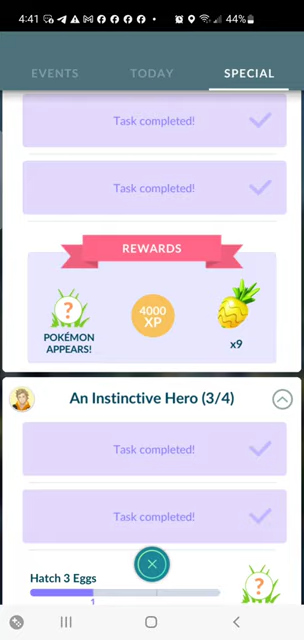 4:41
44%
EVENTS TODAY SPECIAL
Task completed!
Task completed!
REWARDS
?
4000
XP
POKÉMON
APPEARS!
x9
An Instinctive Hero (3/4)
Task completed!
Task completed!
Hatch 3 Eggs
1
?